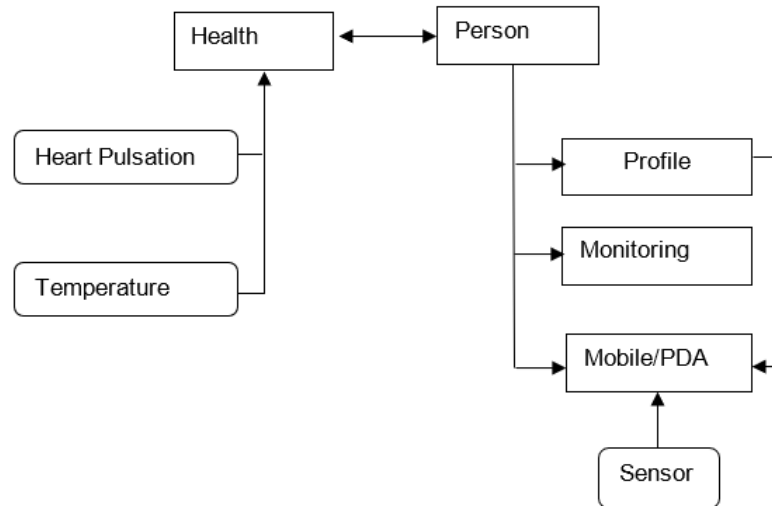 Health
Person
Heart Pulsation
Profile
Monitoring
Temperature
Mobile/PDA
Sensor